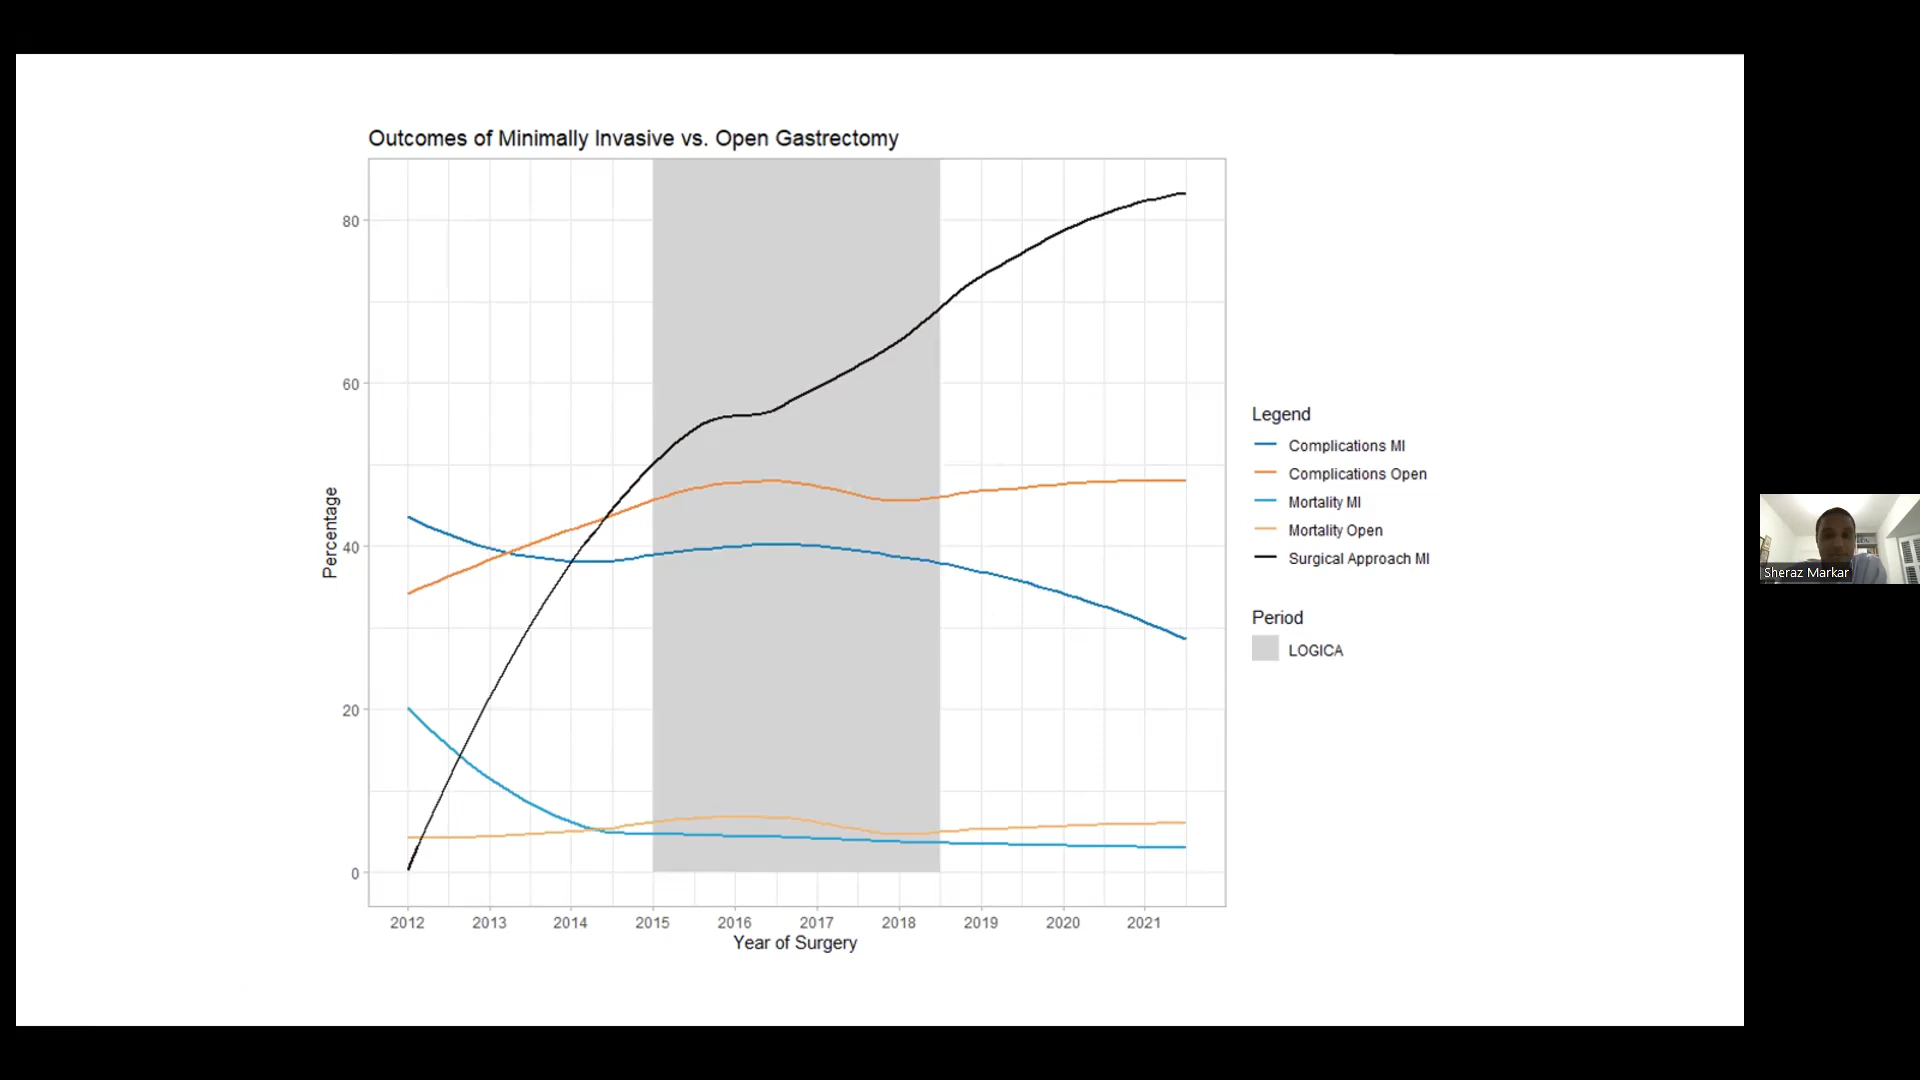 Outcomes of Minimally Invasive vs. Open Gastrectomy
80
60
40
20
0
Percentage
2012 2013 2014 2015 2016 2017 2018 2019 2020 2021
Year of Surgery
Legend
Complications MI
Complications Open
Mortality MI
Mortality Open
Surgical Approach MI
Period
LOGICA
Sheraz Markar